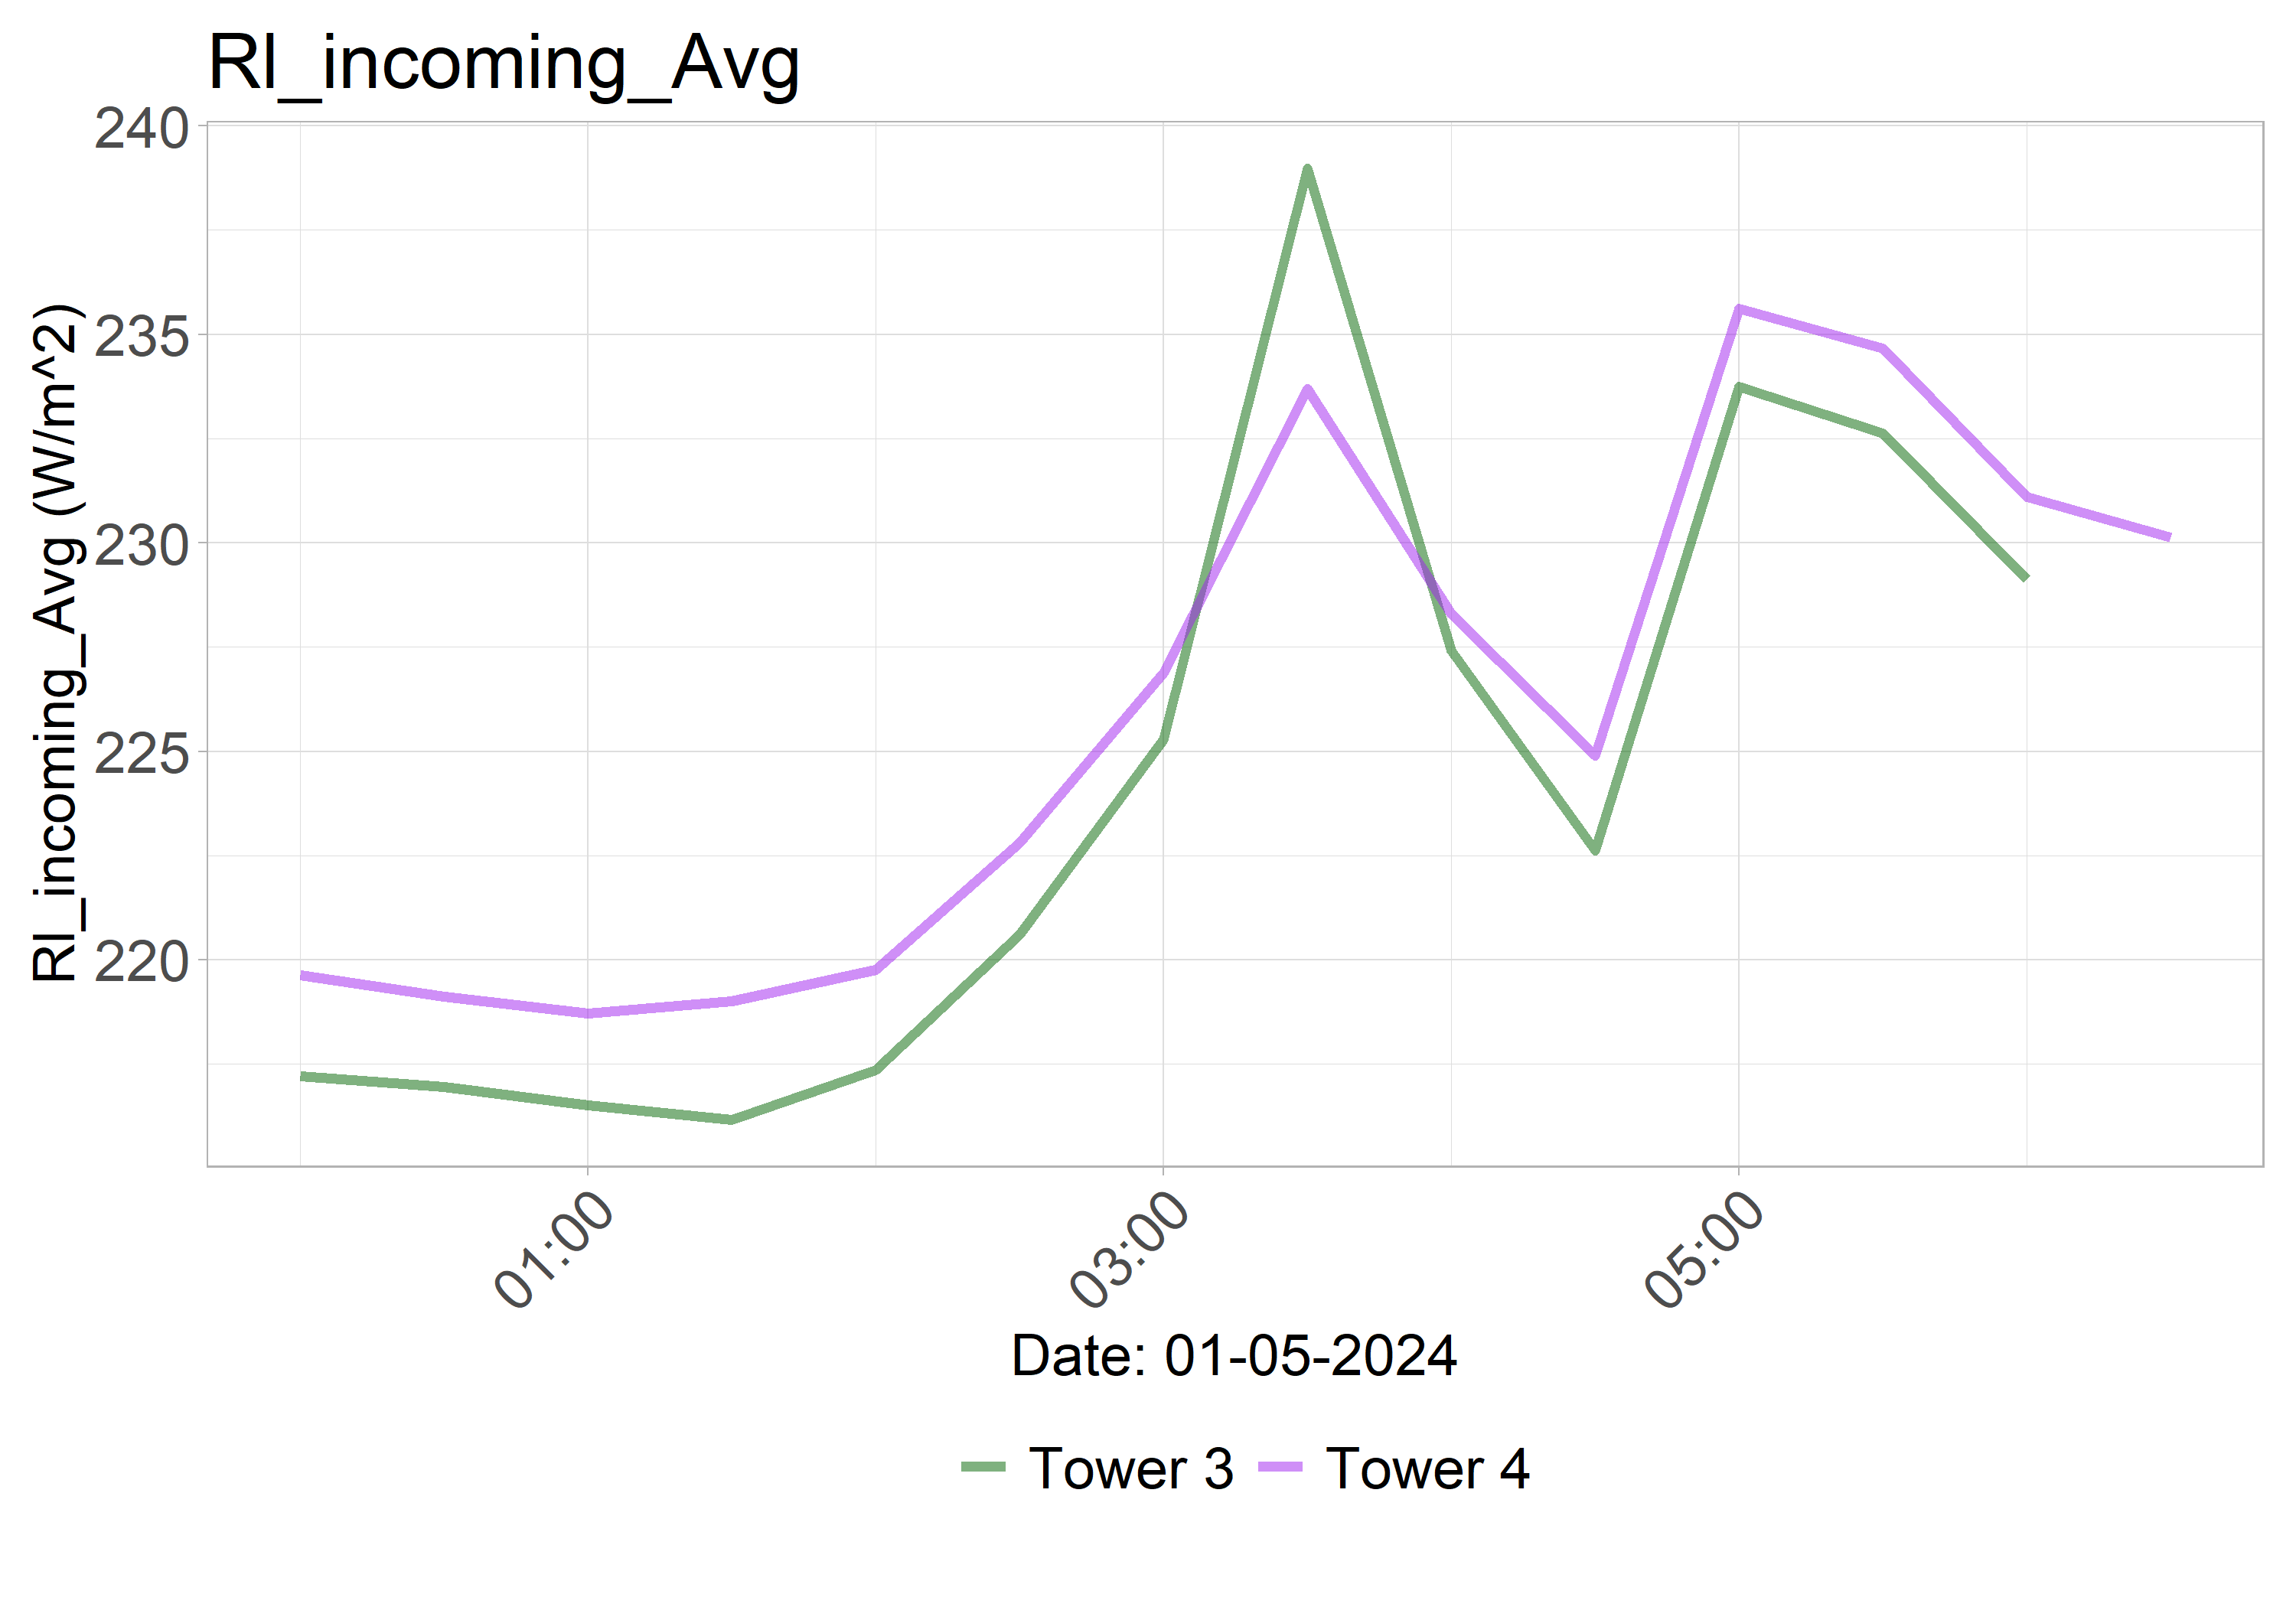 Rl_incoming_Avg
Rl_incoming_Avg (W/m^2)
240
235
230
225
220
01:00
03:00
05:00
Date: 01-05-2024
Tower 3
Tower 4